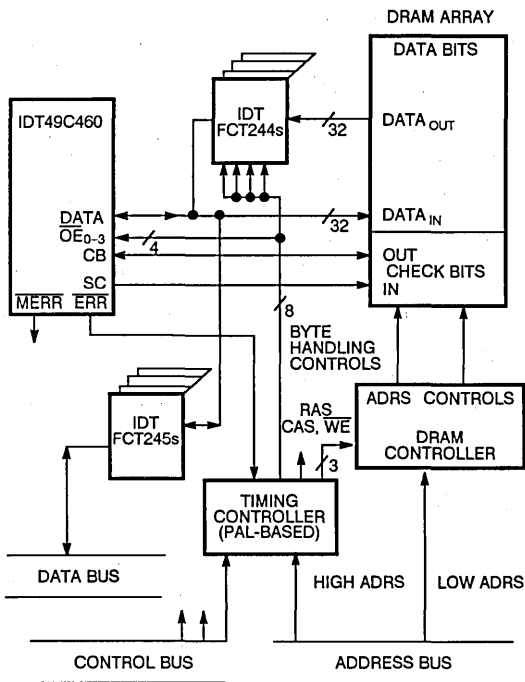 DRAM ARRAY
DATA BITS
IDT
FCT244s
IDT49C460
32
DATA OUT
DATA
32
DATA IN
OE0–3
4
CB
OUT
CHECK BITS
SC
IN
MERR ERR
8
BYTE
HANDLING
CONTROLS
ADRS CONTROLS
IDT
FCT245s
RAS
CAS, WE
DRAM
CONTROLLER
3
TIMING
CONTROLLER
(PAL-BASED)
DATA BUS
HIGH ADRS
LOW ADRS
CONTROL BUS
ADDRESS BUS